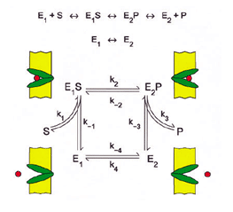 E₁ + S ↔ E₁S ↔ E₂P ↔ E₂ + P
E₁ ↔ E₂
k₂
E₁S E₂P
k₋₂
k₁ k₋₁ k₋₃ k₃
S P
k₋₄
E₁ E₂
k₄